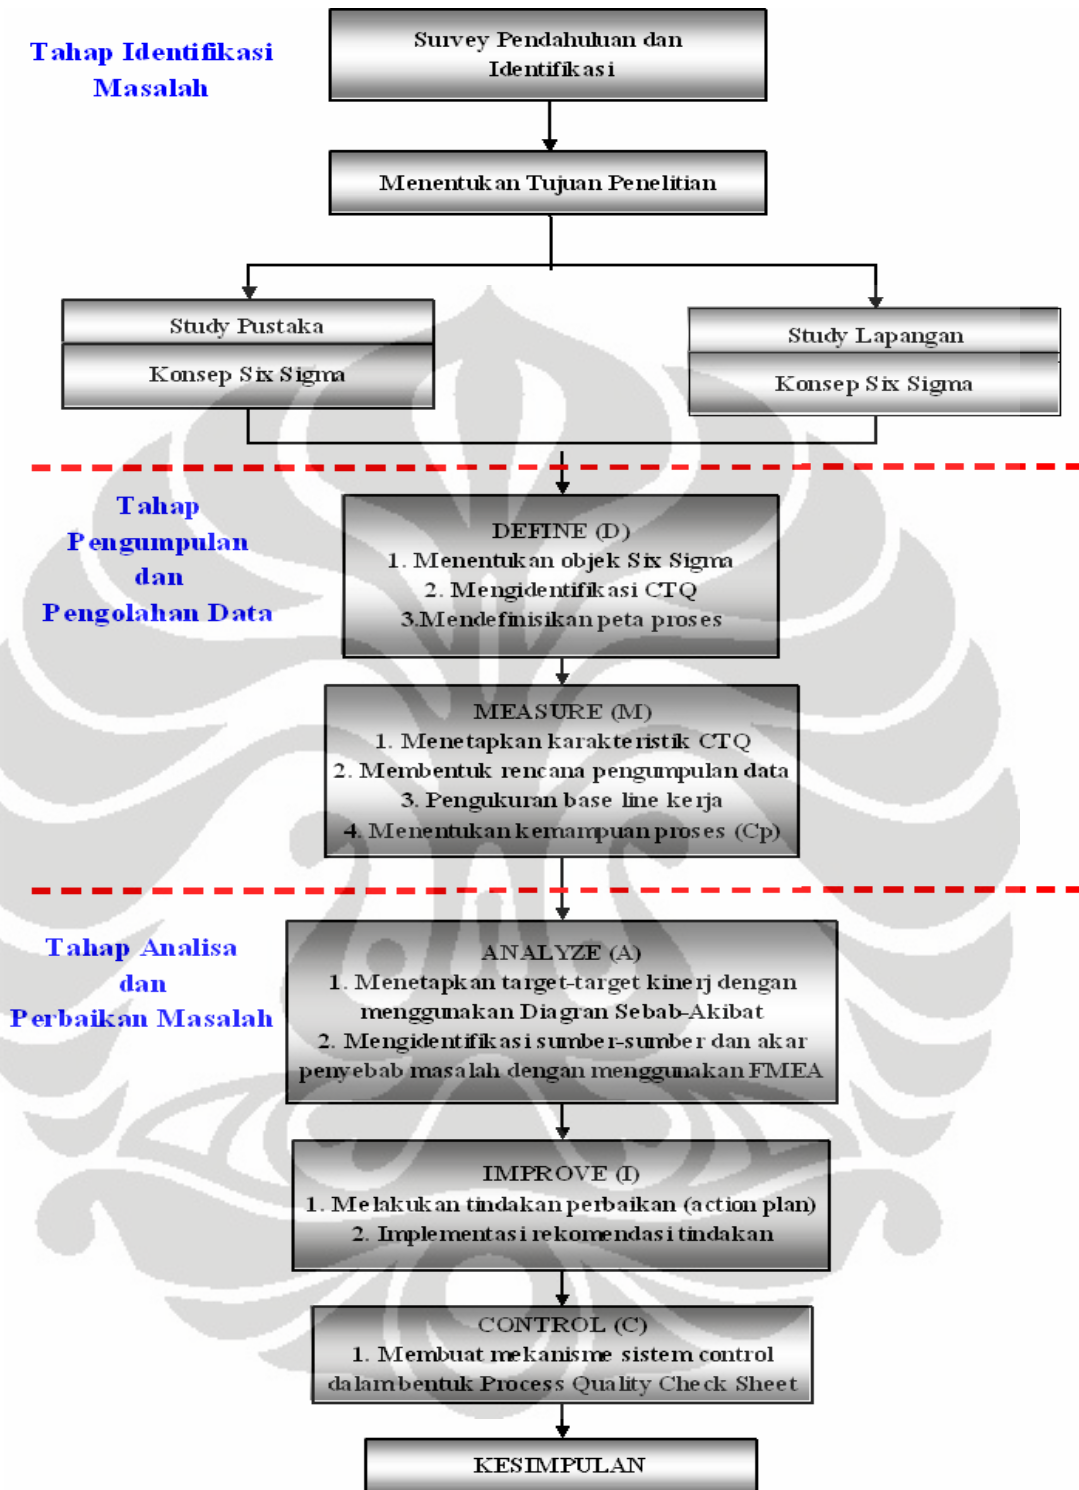 Tahap Identifikasi
Masalah
Survey Pendahuluan dan
Identifikasi
Menentukan Tujuan Penelitian
Study Pustaka
Konsep Six Sigma
Study Lapangan
Konsep Six Sigma
Tahap
Pengumpulan
dan
Pengolahan Data
DEFINE (D)
1. Menentukan objek Six Sigma
2. Mengidentifikasi CTQ
3.Mendefinisikan peta proses
MEASURE (M)
1. Menetapkan karakteristik CTQ
2. Membentuk rencana pengumpulan data
3. Pengukuran base line kerja
4. Menentukan kemampuan proses (Cp)
Tahap Analisa
dan
Perbaikan Masalah
ANALYZE (A)
1. Menetapkan target-target kinerj dengan
menggunakan Diagran Sebab-Akibat
2. Mengidentifikasi sumber-sumber dan akar
penyebab masalah dengan menggunakan FMEA
IMPROVE (I)
1. Melakukan tindakan perbaikan (action plan)
2. Implementasi rekomendasi tindakan
CONTROL (C)
1. Membuat mekanisme sistem control
dalam bentuk Process Quality Check Sheet
KESIMPULAN